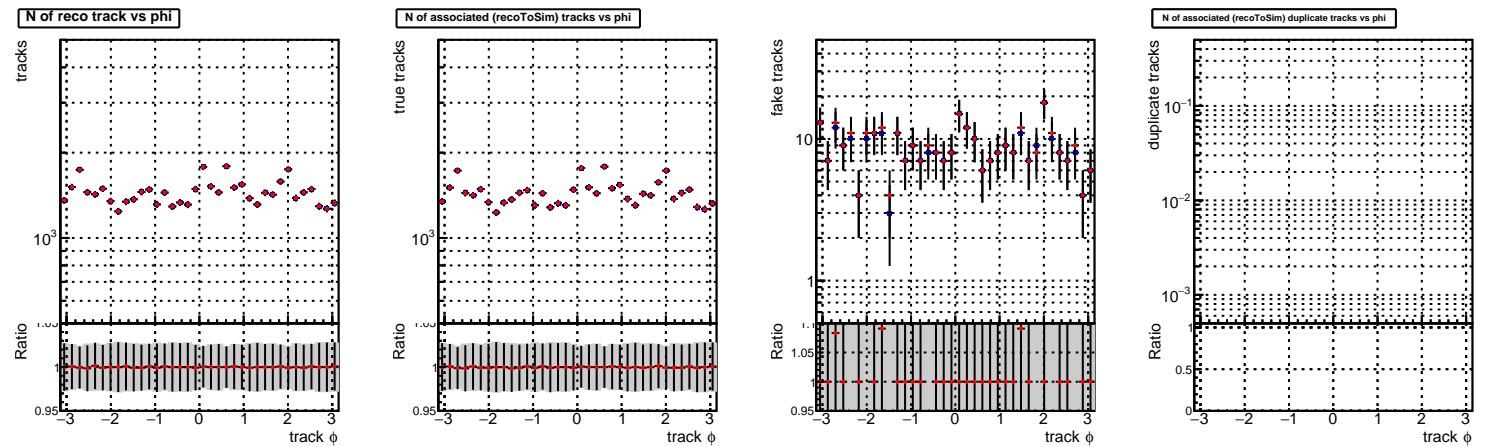 N of reco track vs phi
tracks
10³
Ratio
1.05
1
0.95
−3 −2 −1 0 1 2 3
track ϕ
N of associated (recoToSim) tracks vs phi
true tracks
10³
Ratio
1.05
1
0.95
−3 −2 −1 0 1 2 3
track ϕ
fake tracks
10
1
Ratio
1.1
1.05
1
0.95
−3 −2 −1 0 1 2 3
track ϕ
N of associated (recoToSim) duplicate tracks vs phi
duplicate tracks
10⁻¹
10⁻²
10⁻³
Ratio
1
0.5
0
−3 −2 −1 0 1 2 3
track ϕ